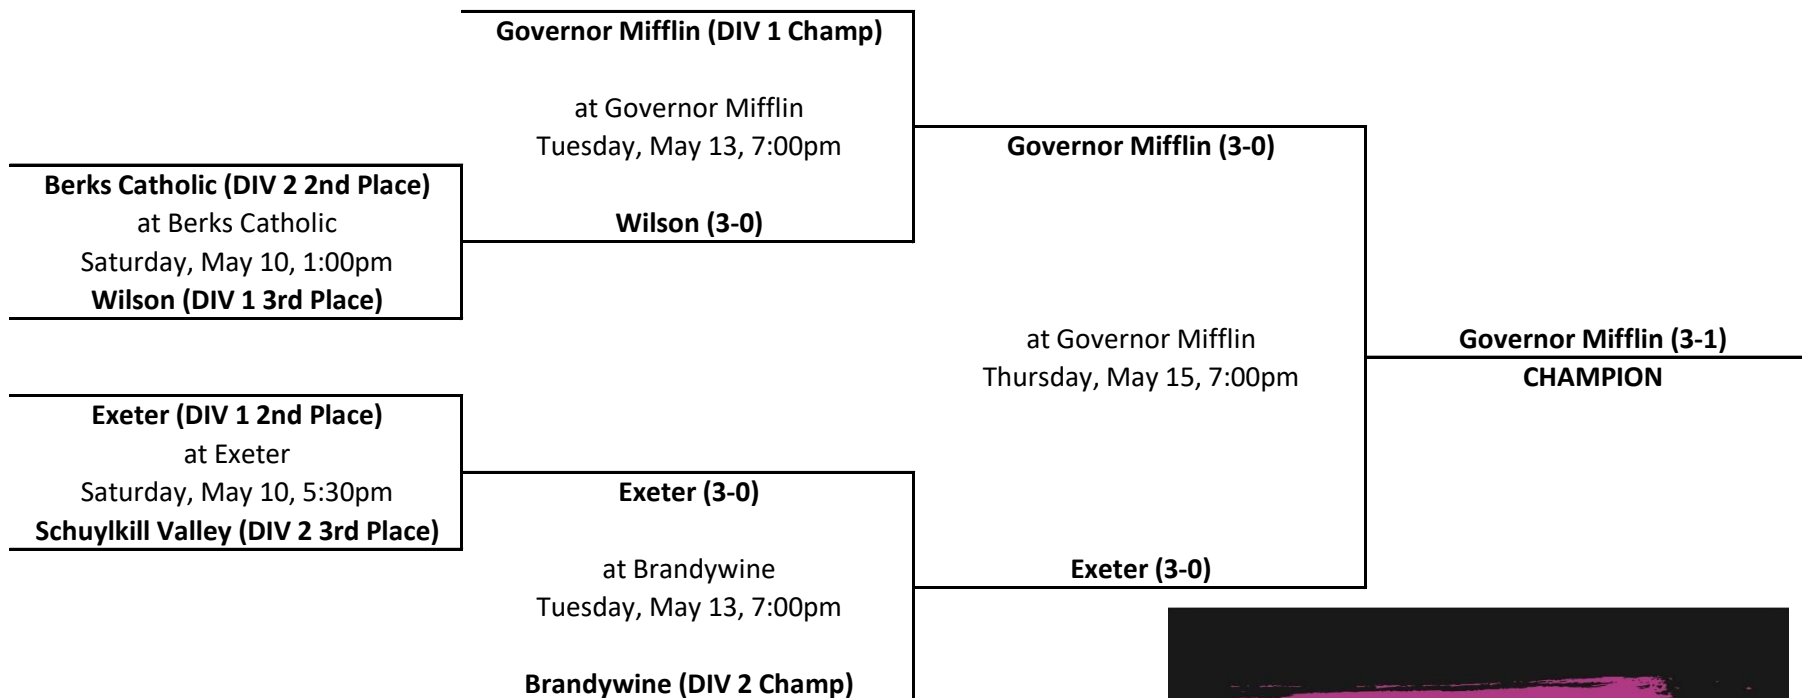 Governor Mifflin (DIV 1 Champ)
at Governor Mifflin
Tuesday, May 13, 7:00pm
Governor Mifflin (3-0)
Berks Catholic (DIV 2 2nd Place)
at Berks Catholic
Wilson (3-0)
Saturday, May 10, 1:00pm
Wilson (DIV 1 3rd Place)
at Governor Mifflin
Governor Mifflin (3-1)
Thursday, May 15, 7:00pm
CHAMPION
Exeter (DIV 1 2nd Place)
at Exeter
Saturday, May 10, 5:30pm
Exeter (3-0)
Schuylkill Valley (DIV 2 3rd Place)
at Brandywine
Exeter (3-0)
Tuesday, May 13, 7:00pm
Brandywine (DIV 2 Champ)